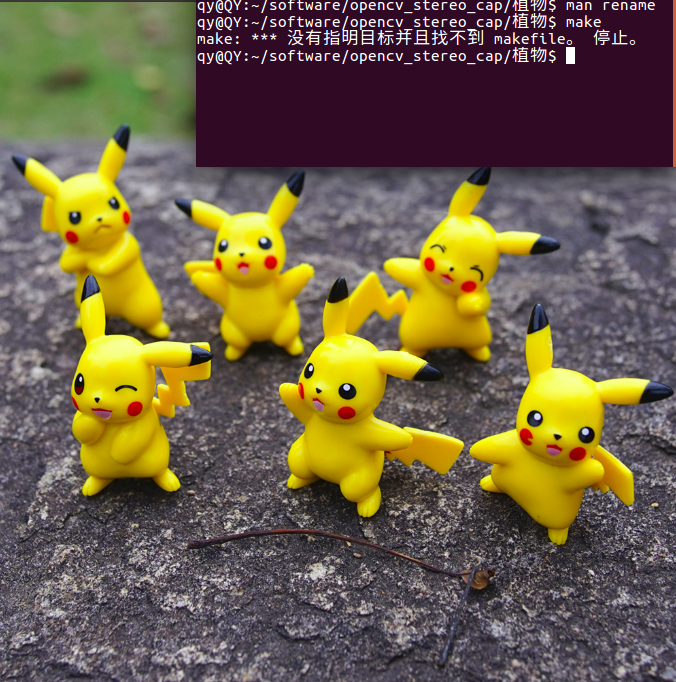 qy@QY:~/software/opencv_stereo_cap/植物$ man rename
qy@QY:~/software/opencv_stereo_cap/植物$ make
make: *** 没有指明目标并且找不到 makefile。 停止。
qy@QY:~/software/opencv_stereo_cap/植物$